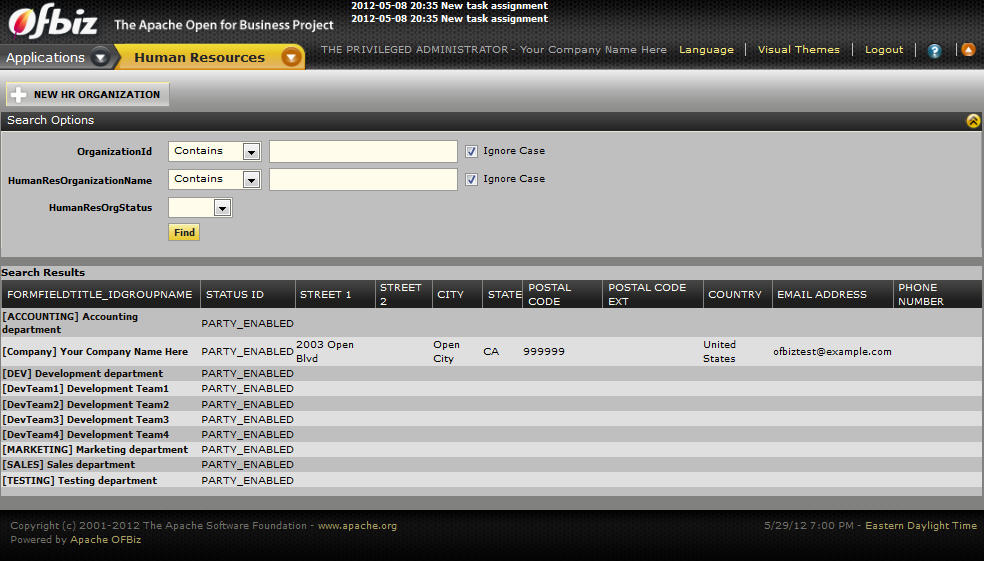 2012-05-08 20:35 New task assignment
2012-05-08 20:35 New task assignment
Ofbiz The Apache Open for Business Project
THE PRIVILEGED ADMINISTRATOR - Your Company Name Here Language Visual Themes Logout ?
Applications Human Resources
NEW HR ORGANIZATION
Search Options
OrganizationId Contains Ignore Case
HumanResOrganizationName Contains Ignore Case
HumanResOrgStatus
Find
Search Results
FORMFIELDTITLE_IDGROUPNAME STATUS ID STREET 1 STREET 2 CITY STATE POSTAL CODE POSTAL CODE EXT COUNTRY EMAIL ADDRESS PHONE NUMBER
[ACCOUNTING] Accounting department PARTY_ENABLED
[Company] Your Company Name Here PARTY_ENABLED 2003 Open Blvd Open City CA 999999 United States ofbiztest@example.com
[DEV] Development department PARTY_ENABLED
[DevTeam1] Development Team1 PARTY_ENABLED
[DevTeam2] Development Team2 PARTY_ENABLED
[DevTeam3] Development Team3 PARTY_ENABLED
[DevTeam4] Development Team4 PARTY_ENABLED
[MARKETING] Marketing department PARTY_ENABLED
[SALES] Sales department PARTY_ENABLED
[TESTING] Testing department PARTY_ENABLED
Copyright (c) 2001-2012 The Apache Software Foundation - www.apache.org 5/29/12 7:00 PM - Eastern Daylight Time
Powered by Apache OFBiz